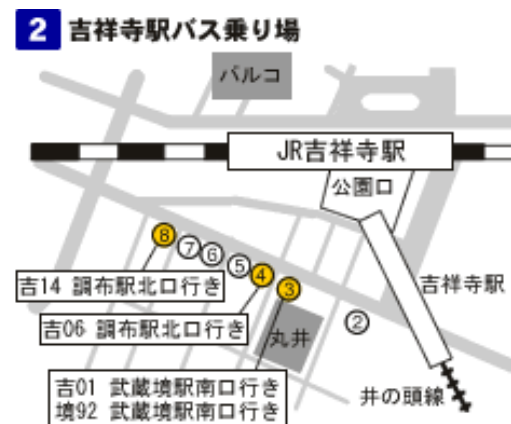 2 吉祥寺駅バス乗り場
パルコ
JR吉祥寺駅
公園口
⑧
⑦
⑥
⑤
④
③
②
吉祥寺駅
吉14 調布駅北口行き
吉06 調布駅北口行き
丸井
吉01 武蔵境駅南口行き
境92 武蔵境駅南口行き
井の頭線